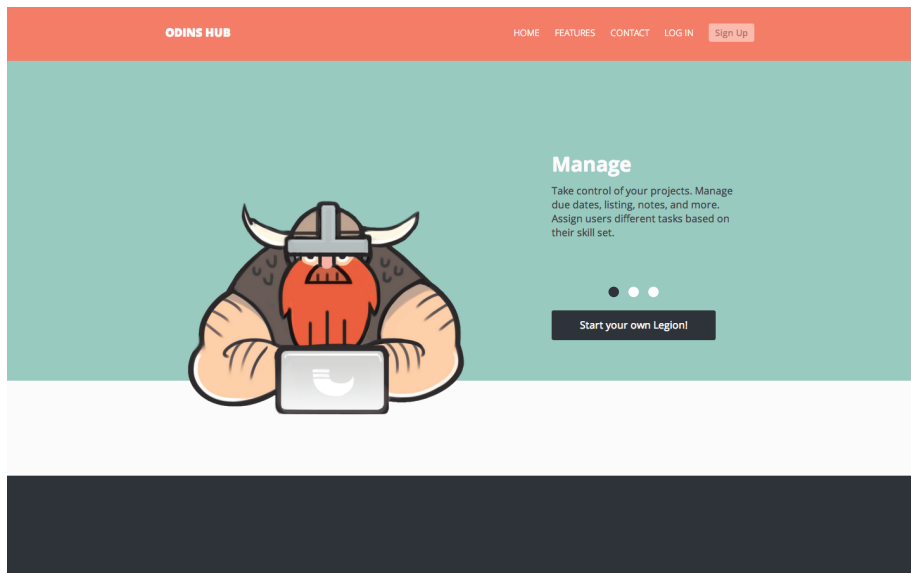 ODINS HUB
HOME FEATURES CONTACT LOG IN Sign Up
Manage
Take control of your projects. Manage
due dates, listing, notes, and more.
Assign users different tasks based on
their skill set.
Start your own Legion!